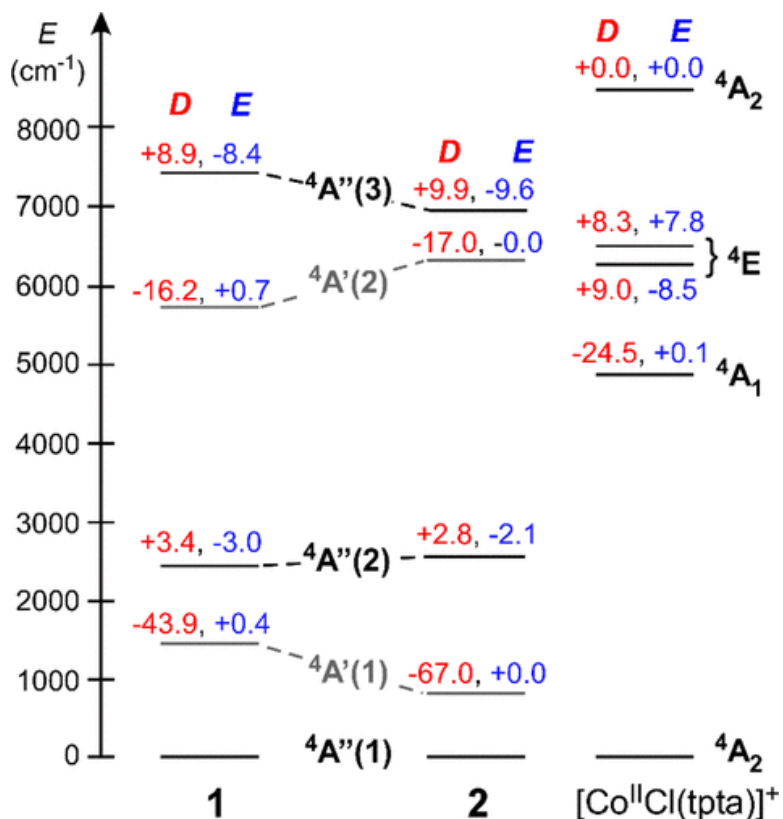 E
(cm-1)
D E
+0.0, +0.0 4A2
D E
8000
+8.9, -8.4 4A''(3) D E
+9.9, -9.6
7000
+8.3, +7.8
-17.0, -0.0
4E
-16.2, +0.7 4A'(2)
6000
+9.0, -8.5
5000
-24.5, +0.1 4A1
4000
3000
+3.4, -3.0 4A''(2) +2.8, -2.1
2000
-43.9, +0.4
4A'(1) -67.0, +0.0
1000
0 4A''(1) 4A2
1 2 [CoIICl(tpta)]+